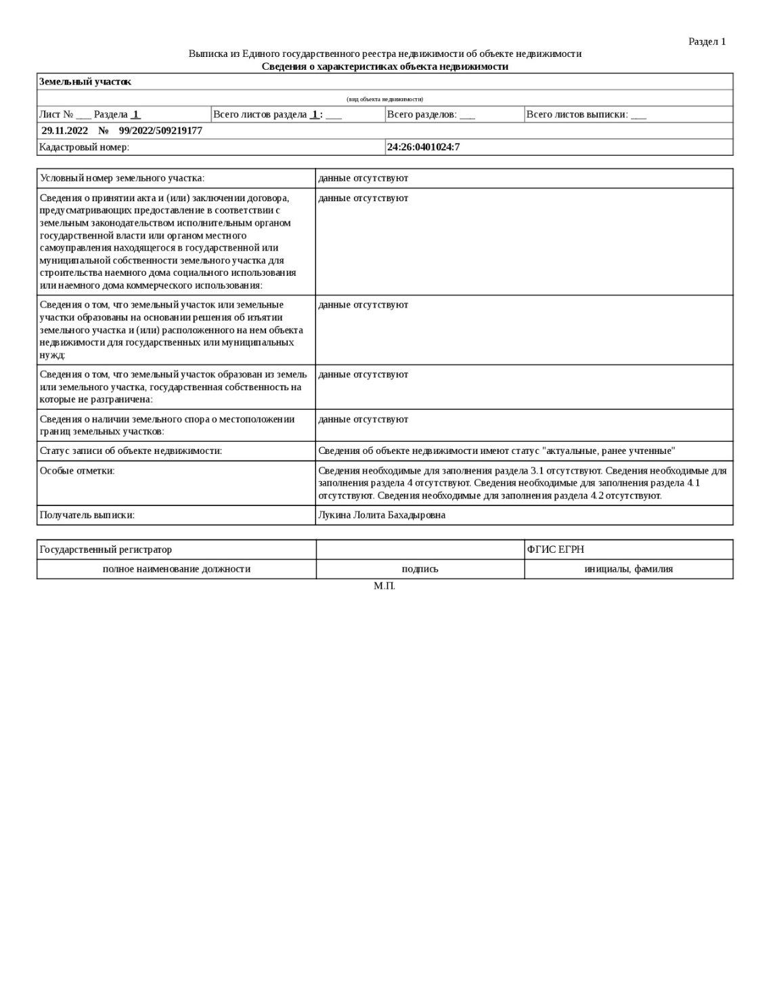 Раздел 1
Выписка из Единого государственного реестра недвижимости об объекте недвижимости
Сведения о характеристиках объекта недвижимости
Земельный участок
(вид объекта недвижимости)
Лист № ___ Раздела 1 Всего листов раздела 1 : ___ Всего разделов: ___ Всего листов выписки: ___
29.11.2022 № 99/2022/509219177
Кадастровый номер: 24:26:0401024:7
Условный номер земельного участка: данные отсутствуют
Сведения о принятии акта и (или) заключении договора, данные отсутствуют
предусматривающих предоставление в соответствии с
земельным законодательством исполнительным органом
государственной власти или органом местного
самоуправления находящегося в государственной или
муниципальной собственности земельного участка для
строительства наемного дома социального использования
или наемного дома коммерческого использования:
Сведения о том, что земельный участок или земельные данные отсутствуют
участки образованы на основании решения об изъятии
земельного участка и (или) расположенного на нем объекта
недвижимости для государственных или муниципальных
нужд:
Сведения о том, что земельный участок образован из земель данные отсутствуют
или земельного участка, государственная собственность на
которые не разграничена:
Сведения о наличии земельного спора о местоположении данные отсутствуют
границ земельных участков:
Статус записи об объекте недвижимости: Сведения об объекте недвижимости имеют статус "актуальные, ранее учтенные"
Особые отметки: Сведения необходимые для заполнения раздела 3.1 отсутствуют. Сведения необходимые для
заполнения раздела 4 отсутствуют. Сведения необходимые для заполнения раздела 4.1
отсутствуют. Сведения необходимые для заполнения раздела 4.2 отсутствуют.
Получатель выписки: Лукина Лолита Бахадыровна
Государственный регистратор ФГИС ЕГРН
полное наименование должности подпись инициалы, фамилия
М.П.